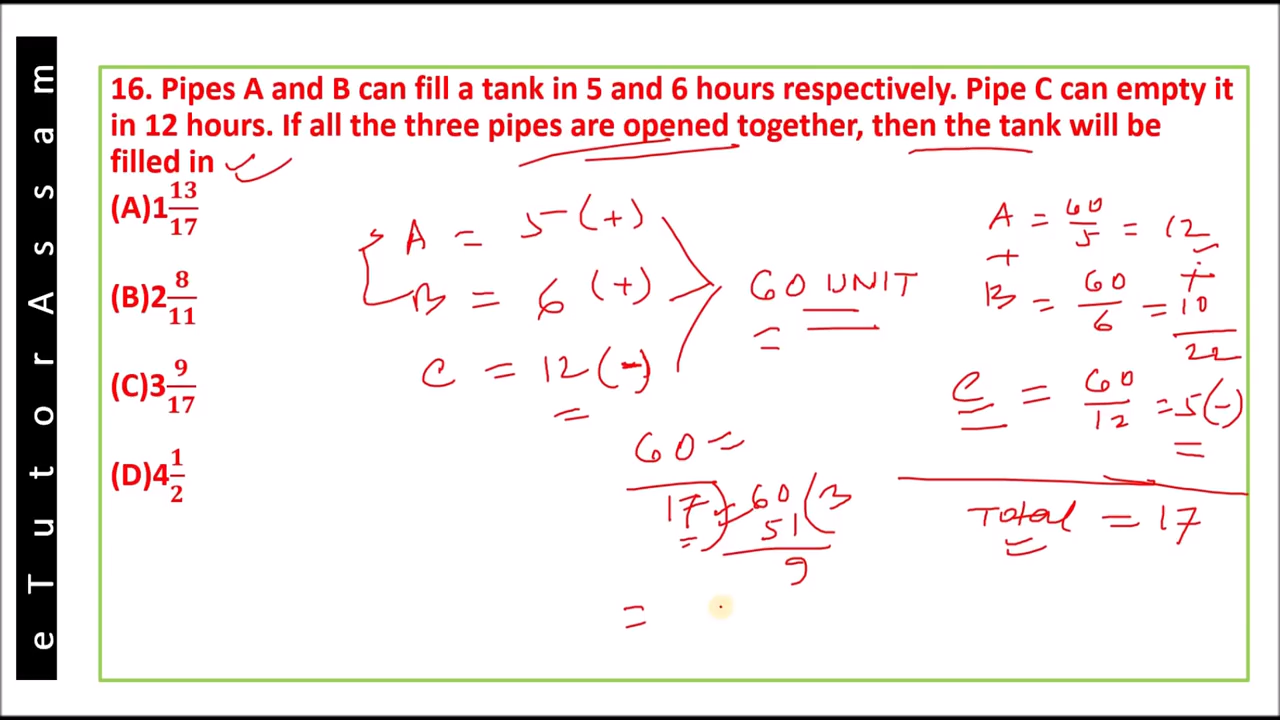 eTutorAssam
16. Pipes A and B can fill a tank in 5 and 6 hours respectively. Pipe C can empty it
in 12 hours. If all the three pipes are opened together, then the tank will be
filled in
(A)1 13/17
(B)2 8/11
(C)3 9/17
(D)4 1/2
A = 5 (+)
B = 6 (+)
C = 12 (-)
60 UNIT
A = 60/5 = 12
+
B = 60/6 = 10
+
22
C = 60/12 = 5(-)
Total = 17
60 =
17) 60 (3
51
9
=